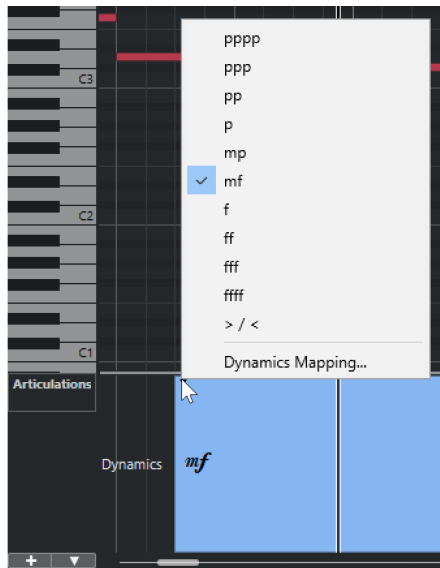 pppp
ppp
pp
p
mp
mf
f
ff
fff
ffff
> / <
Dynamics Mapping...
C3
C2
C1
Articulations
Dynamics mf